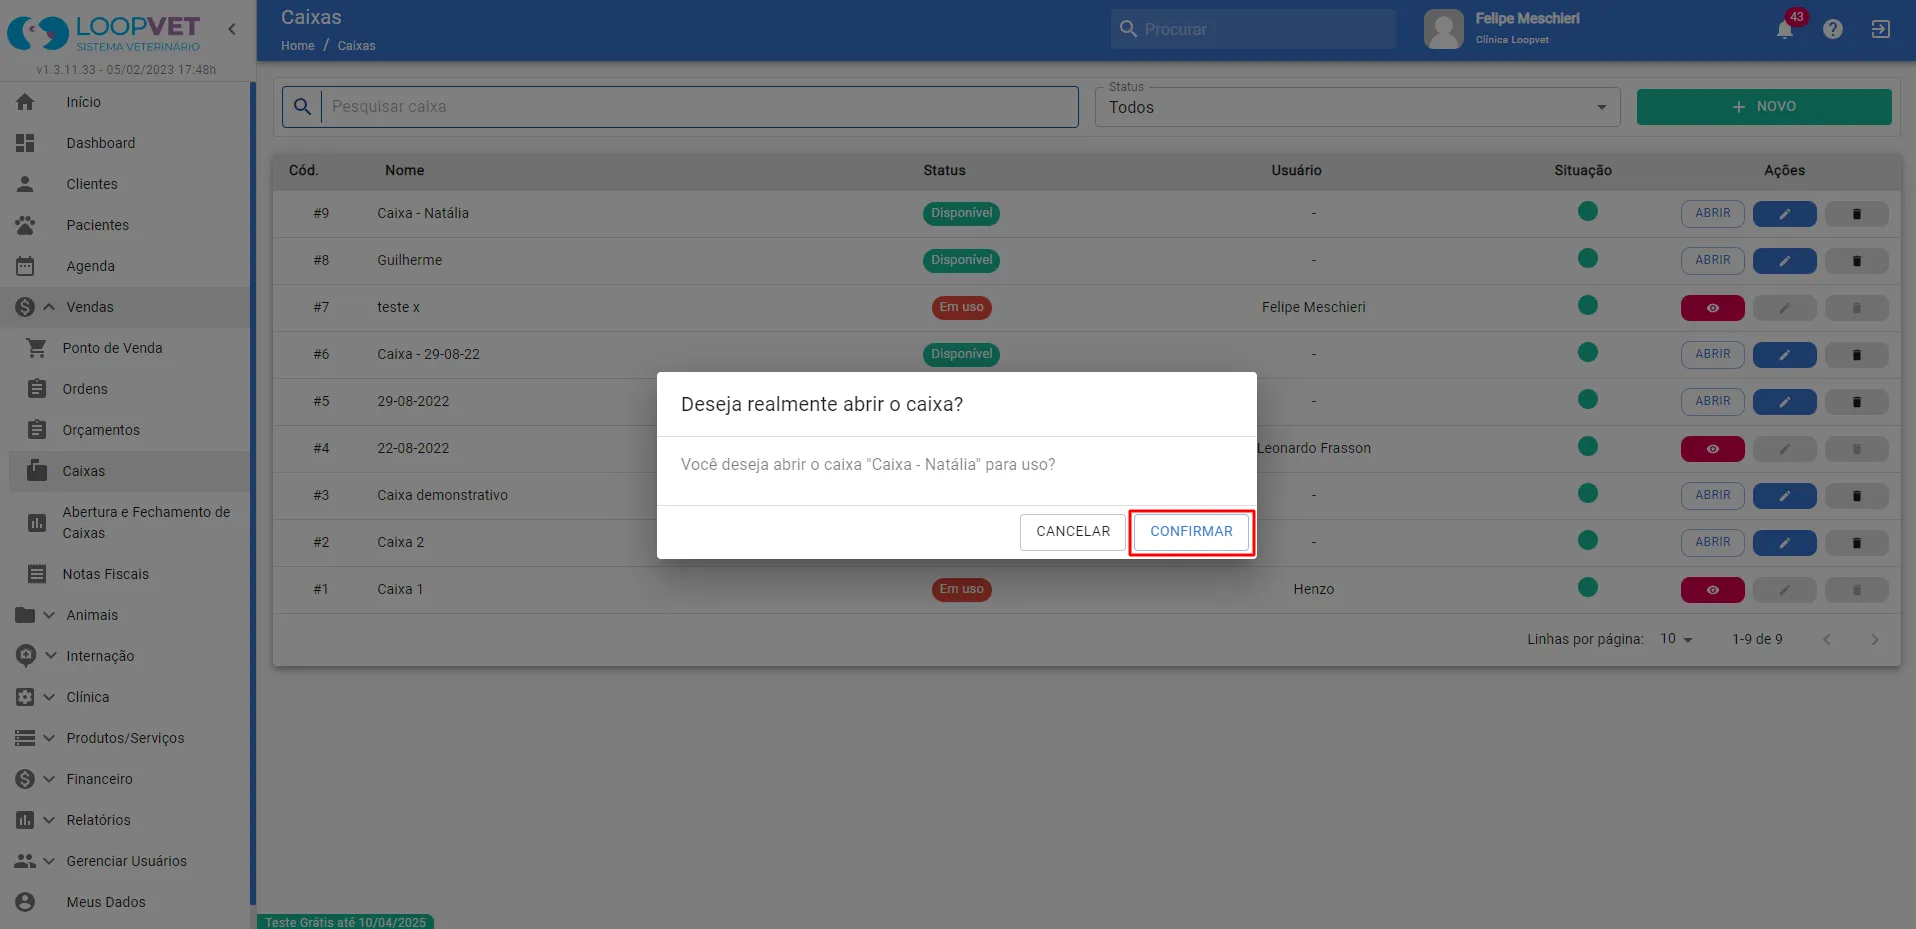 LOOPVET
SISTEMA VETERINÁRIO
v1.3.11.33 - 05/02/2023 17:48h
Início
Dashboard
Clientes
Pacientes
Agenda
Vendas
Ponto de Venda
Ordens
Orçamentos
Caixas
Abertura e Fechamento de
Caixas
Notas Fiscais
Animais
Internação
Clínica
Produtos/Serviços
Financeiro
Relatórios
Gerenciar Usuários
Meus Dados
Caixas
Home / Caixas
Procurar
Felipe Meschieri
Clínica Loopvet
43
Pesquisar caixa
Status
Todos
+ NOVO
Cód. Nome Status Usuário Situação Ações
#9 Caixa - Natália Disponível - ABRIR
#8 Guilherme Disponível - ABRIR
#7 teste x Em uso Felipe Meschieri
#6 Caixa - 29-08-22 Disponível - ABRIR
#5 29-08-2022 - ABRIR
#4 22-08-2022 Leonardo Frasson
#3 Caixa demonstrativo - ABRIR
#2 Caixa 2 - ABRIR
#1 Caixa 1 Em uso Henzo
Linhas por página: 10 1-9 de 9
Deseja realmente abrir o caixa?
Você deseja abrir o caixa "Caixa - Natália" para uso?
CANCELAR CONFIRMAR
Teste Grátis até 10/04/2025